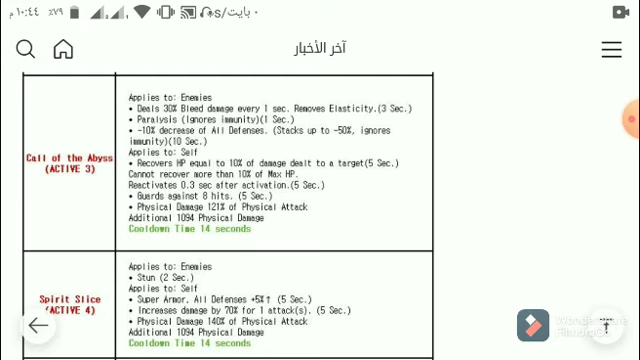 م ١٠:٤٤
٪٧٩
٠ بايت/s
آخر الأخبار
Call of the Abyss
(ACTIVE 3)
Applies to: Enemies
• Deals 30% Bleed damage every 1 sec. Removes Elasticity.(3 Sec.)
• Paralysis (Ignores immunity)(1 Sec.)
• -10% decrease of All Defenses. (Stacks up to -50%, ignores
immunity)(10 Sec.)
Applies to: Self
• Recovers HP equal to 10% of damage dealt to a target(5 Sec.)
Cannot recover more than 10% of Max HP.
Reactivates 0.3 sec after activation.(5 Sec.)
• Guards against 8 hits. (5 Sec.)
• Physical Damage 121% of Physical Attack
Additional 1094 Physical Damage
Cooldown Time 14 seconds
Spirit Slice
(ACTIVE 4)
Applies to: Enemies
• Stun (2 Sec.)
Applies to: Self
• Super Armor, All Defenses +5%↑ (5 Sec.)
• Increases damage by 70% for 1 attack(s). (5 Sec.)
• Physical Damage 140% of Physical Attack
Additional 1094 Physical Damage
Cooldown Time 14 seconds
Wondershare